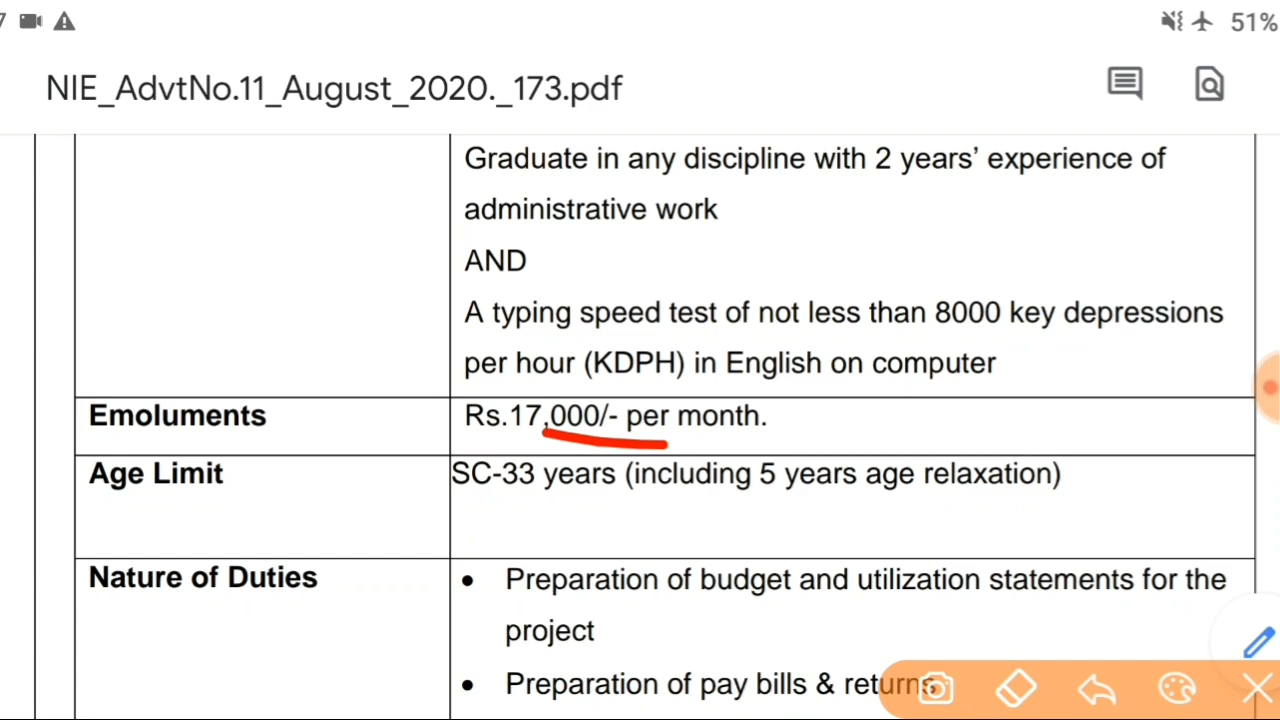 51%
NIE_AdvtNo.11_August_2020._173.pdf
Graduate in any discipline with 2 years’ experience of
administrative work
AND
A typing speed test of not less than 8000 key depressions
per hour (KDPH) in English on computer
Emoluments Rs.17,000/- per month.
Age Limit SC-33 years (including 5 years age relaxation)
Nature of Duties • Preparation of budget and utilization statements for the
project
• Preparation of pay bills & returns